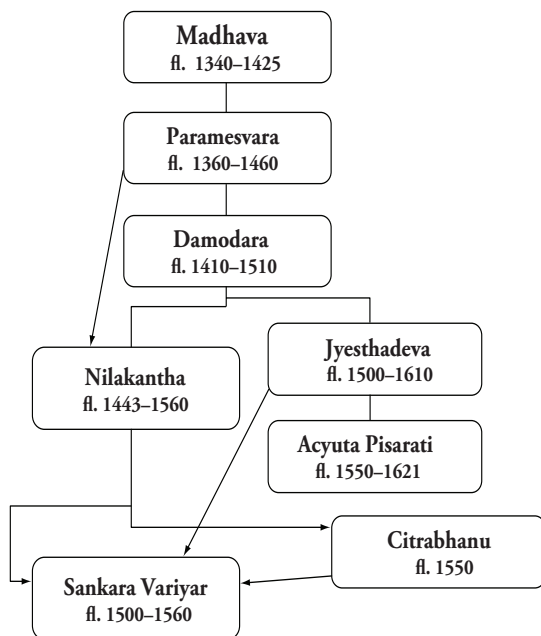 Madhava
fl. 1340–1425
Paramesvara
fl. 1360–1460
Damodara
fl. 1410–1510
Jyesthadeva
fl. 1500–1610
Nilakantha
fl. 1443–1560
Acyuta Pisarati
fl. 1550–1621
Citrabhanu
fl. 1550
Sankara Variyar
fl. 1500–1560